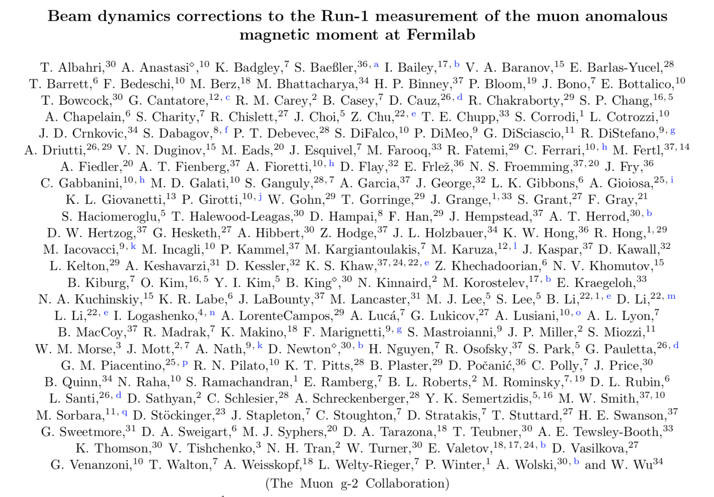 Beam dynamics corrections to the Run-1 measurement of the muon anomalous
magnetic moment at Fermilab
T. Albahri,30 A. Anastasi⋄,10 K. Badgley,7 S. Baeßler,36, a I. Bailey,17, b V. A. Baranov,15 E. Barlas-Yucel,28
T. Barrett,6 F. Bedeschi,10 M. Berz,18 M. Bhattacharya,34 H. P. Binney,37 P. Bloom,19 J. Bono,7 E. Bottalico,10
T. Bowcock,30 G. Cantatore,12, c R. M. Carey,2 B. Casey,7 D. Cauz,26, d R. Chakraborty,29 S. P. Chang,16, 5
A. Chapelain,6 S. Charity,7 R. Chislett,27 J. Choi,5 Z. Chu,22, e T. E. Chupp,33 S. Corrodi,1 L. Cotrozzi,10
J. D. Crnkovic,34 S. Dabagov,8, f P. T. Debevec,28 S. DiFalco,10 P. DiMeo,9 G. DiSciascio,11 R. DiStefano,9, g
A. Driutti,26, 29 V. N. Duginov,15 M. Eads,20 J. Esquivel,7 M. Farooq,33 R. Fatemi,29 C. Ferrari,10, h M. Fertl,37, 14
A. Fiedler,20 A. T. Fienberg,37 A. Fioretti,10, h D. Flay,32 E. Frlež,36 N. S. Froemming,37, 20 J. Fry,36
C. Gabbanini,10, h M. D. Galati,10 S. Ganguly,28, 7 A. Garcia,37 J. George,32 L. K. Gibbons,6 A. Gioiosa,25, i
K. L. Giovanetti,13 P. Girotti,10, j W. Gohn,29 T. Gorringe,29 J. Grange,1, 33 S. Grant,27 F. Gray,21
S. Haciomeroglu,5 T. Halewood-Leagas,30 D. Hampai,8 F. Han,29 J. Hempstead,37 A. T. Herrod,30, b
D. W. Hertzog,37 G. Hesketh,27 A. Hibbert,30 Z. Hodge,37 J. L. Holzbauer,34 K. W. Hong,36 R. Hong,1, 29
M. Iacovacci,9, k M. Incagli,10 P. Kammel,37 M. Kargiantoulakis,7 M. Karuza,12, l J. Kaspar,37 D. Kawall,32
L. Kelton,29 A. Keshavarzi,31 D. Kessler,32 K. S. Khaw,37, 24, 22, e Z. Khechadoorian,6 N. V. Khomutov,15
B. Kiburg,7 O. Kim,16, 5 Y. I. Kim,5 B. King⋄,30 N. Kinnaird,2 M. Korostelev,17, b E. Kraegeloh,33
N. A. Kuchinskiy,15 K. R. Labe,6 J. LaBounty,37 M. Lancaster,31 M. J. Lee,5 S. Lee,5 B. Li,22, 1, e D. Li,22, m
L. Li,22, e I. Logashenko,4, n A. LorenteCampos,29 A. Lucá,7 G. Lukicov,27 A. Lusiani,10, o A. L. Lyon,7
B. MacCoy,37 R. Madrak,7 K. Makino,18 F. Marignetti,9, g S. Mastroianni,9 J. P. Miller,2 S. Miozzi,11
W. M. Morse,3 J. Mott,2, 7 A. Nath,9, k D. Newton⋄,30, b H. Nguyen,7 R. Osofsky,37 S. Park,5 G. Pauletta,26, d
G. M. Piacentino,25, p R. N. Pilato,10 K. T. Pitts,28 B. Plaster,29 D. Počanić,36 C. Polly,7 J. Price,30
B. Quinn,34 N. Raha,10 S. Ramachandran,1 E. Ramberg,7 B. L. Roberts,2 M. Rominsky,7, 19 D. L. Rubin,6
L. Santi,26, d D. Sathyan,2 C. Schlesier,28 A. Schreckenberger,28 Y. K. Semertzidis,5, 16 M. W. Smith,37, 10
M. Sorbara,11, q D. Stöckinger,23 J. Stapleton,7 C. Stoughton,7 D. Stratakis,7 T. Stuttard,27 H. E. Swanson,37
G. Sweetmore,31 D. A. Sweigart,6 M. J. Syphers,20 D. A. Tarazona,18 T. Teubner,30 A. E. Tewsley-Booth,33
K. Thomson,30 V. Tishchenko,3 N. H. Tran,2 W. Turner,30 E. Valetov,18, 17, 24, b D. Vasilkova,27
G. Venanzoni,10 T. Walton,7 A. Weisskopf,18 L. Welty-Rieger,7 P. Winter,1 A. Wolski,30, b and W. Wu34
(The Muon g-2 Collaboration)